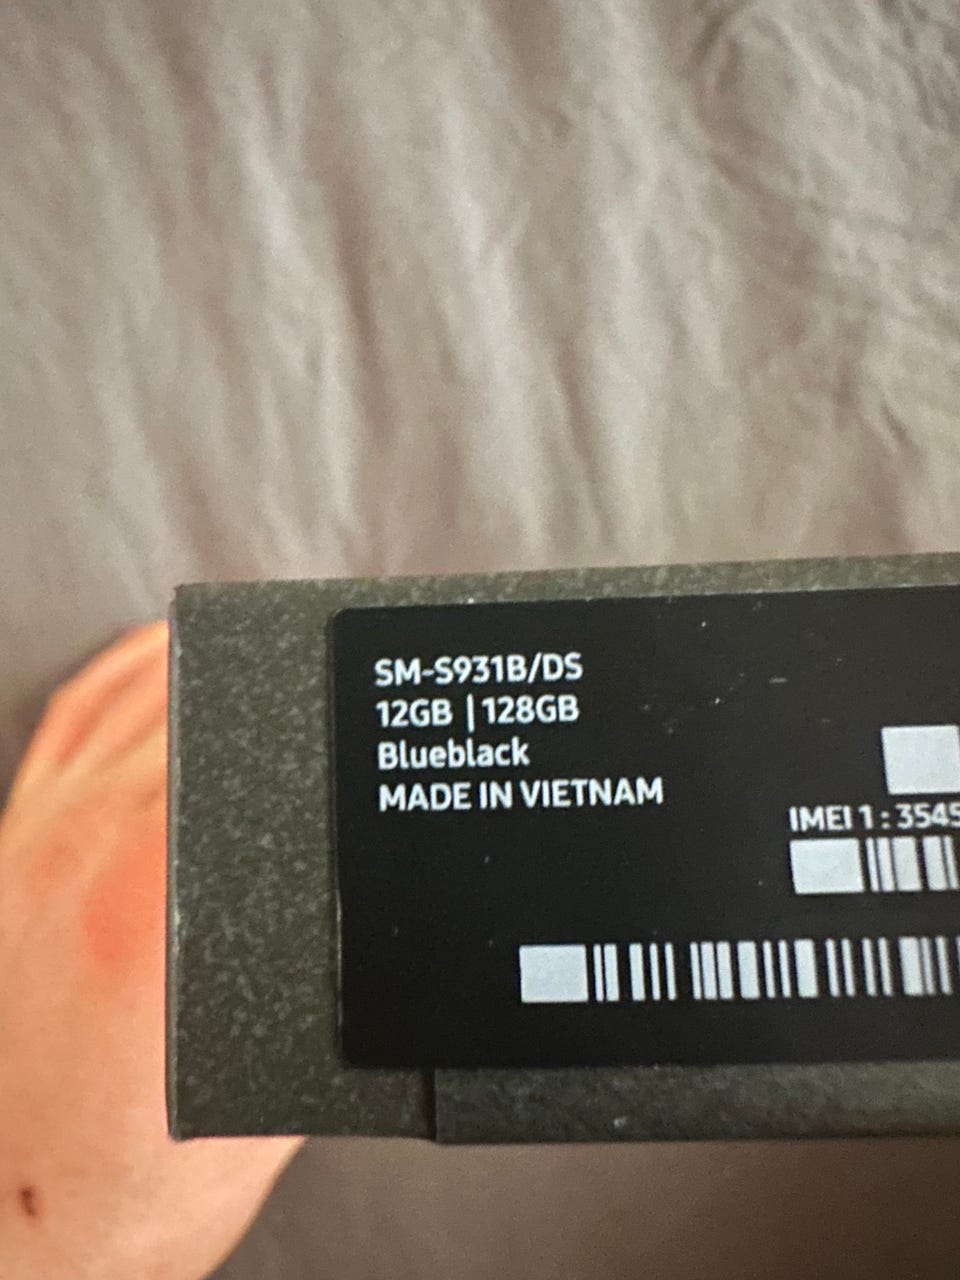 SM-S931B/DS
12GB | 128GB
Blueblack
MADE IN VIETNAM
IMEI 1 : 3545